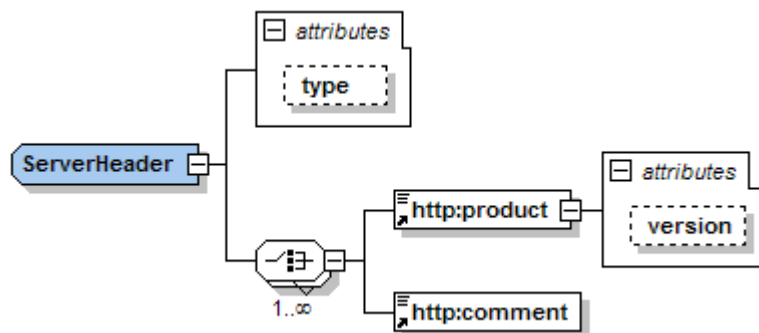 attributes
type
ServerHeader
http:product
attributes
version
1..∞
http:comment